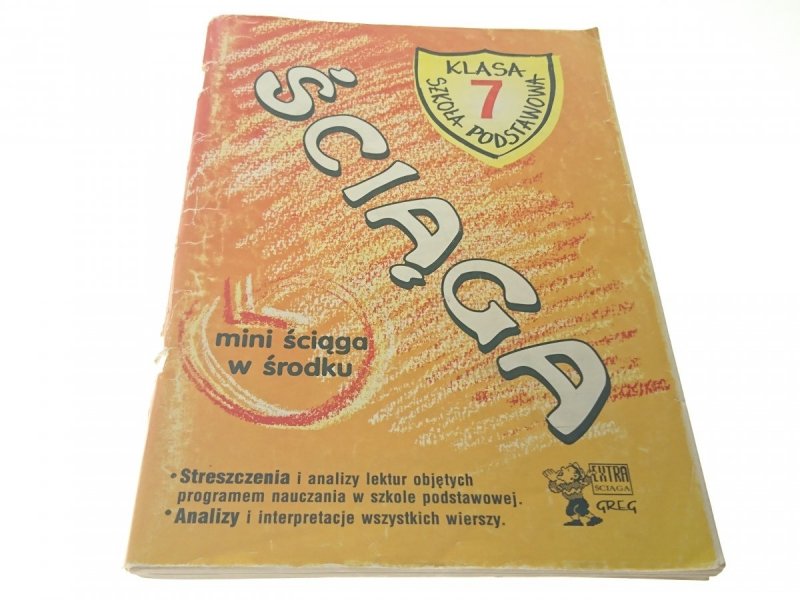 KLASA
7
SZKOŁA PODSTAWOWA
ŚCIĄGA
mini ściąga
w środku
• Streszczenia i analizy lektur objętych
programem nauczania w szkole podstawowej.
• Analizy i interpretacje wszystkich wierszy.
EXTRA
ŚCIĄGA
GREG